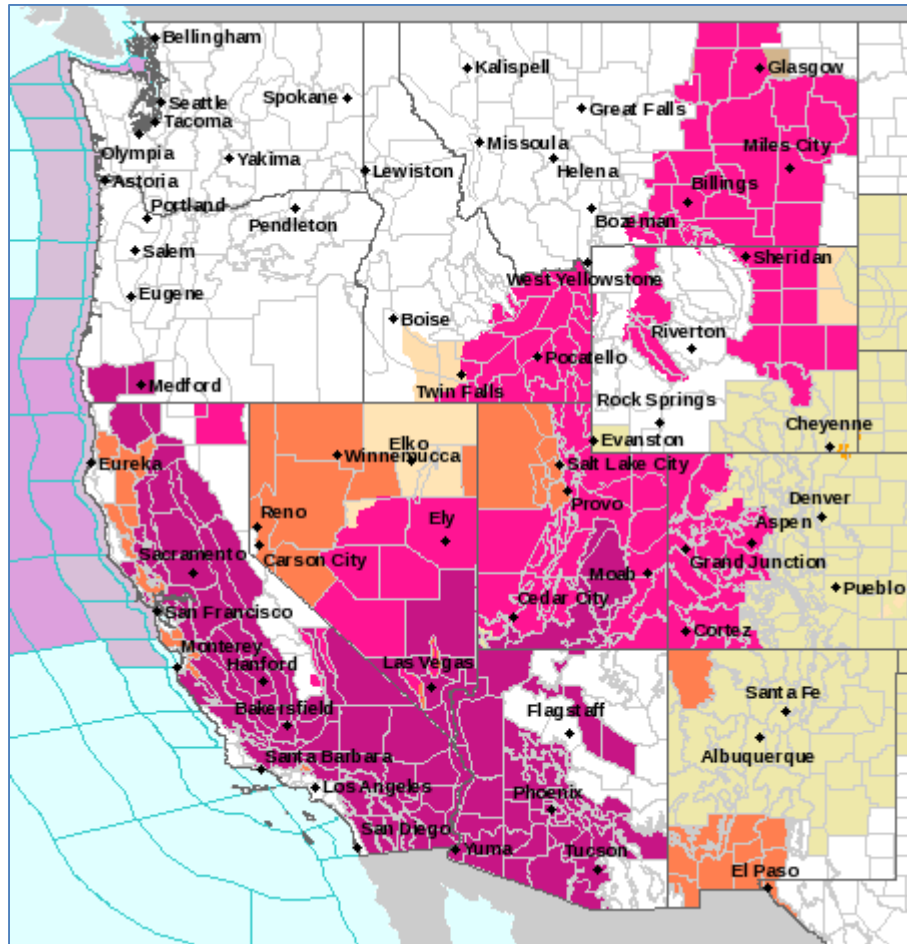 Bellingham
Kalispell
Glasgow
Seattle
Spokane
Great Falls
Tacoma
Olympia
Yakima
Missoula
Helena
Miles City
Astoria
Lewiston
Billings
Portland
Pendleton
Bozeman
Salem
West Yellowstone
Sheridan
Eugene
Boise
Riverton
Pocatello
Medford
Twin Falls
Rock Springs
Cheyenne
Eureka
Elko
Winnemucca
Evanston
Salt Lake City
Reno
Provo
Denver
Aspen
Sacramento
Carson City
Ely
Moab
Grand Junction
Pueblo
San Francisco
Cedar City
Cortez
Monterey
Hanford
Las Vegas
Flagstaff
Santa Fe
Bakersfield
Albuquerque
Santa Barbara
Los Angeles
Phoenix
San Diego
Yuma
Tucson
El Paso